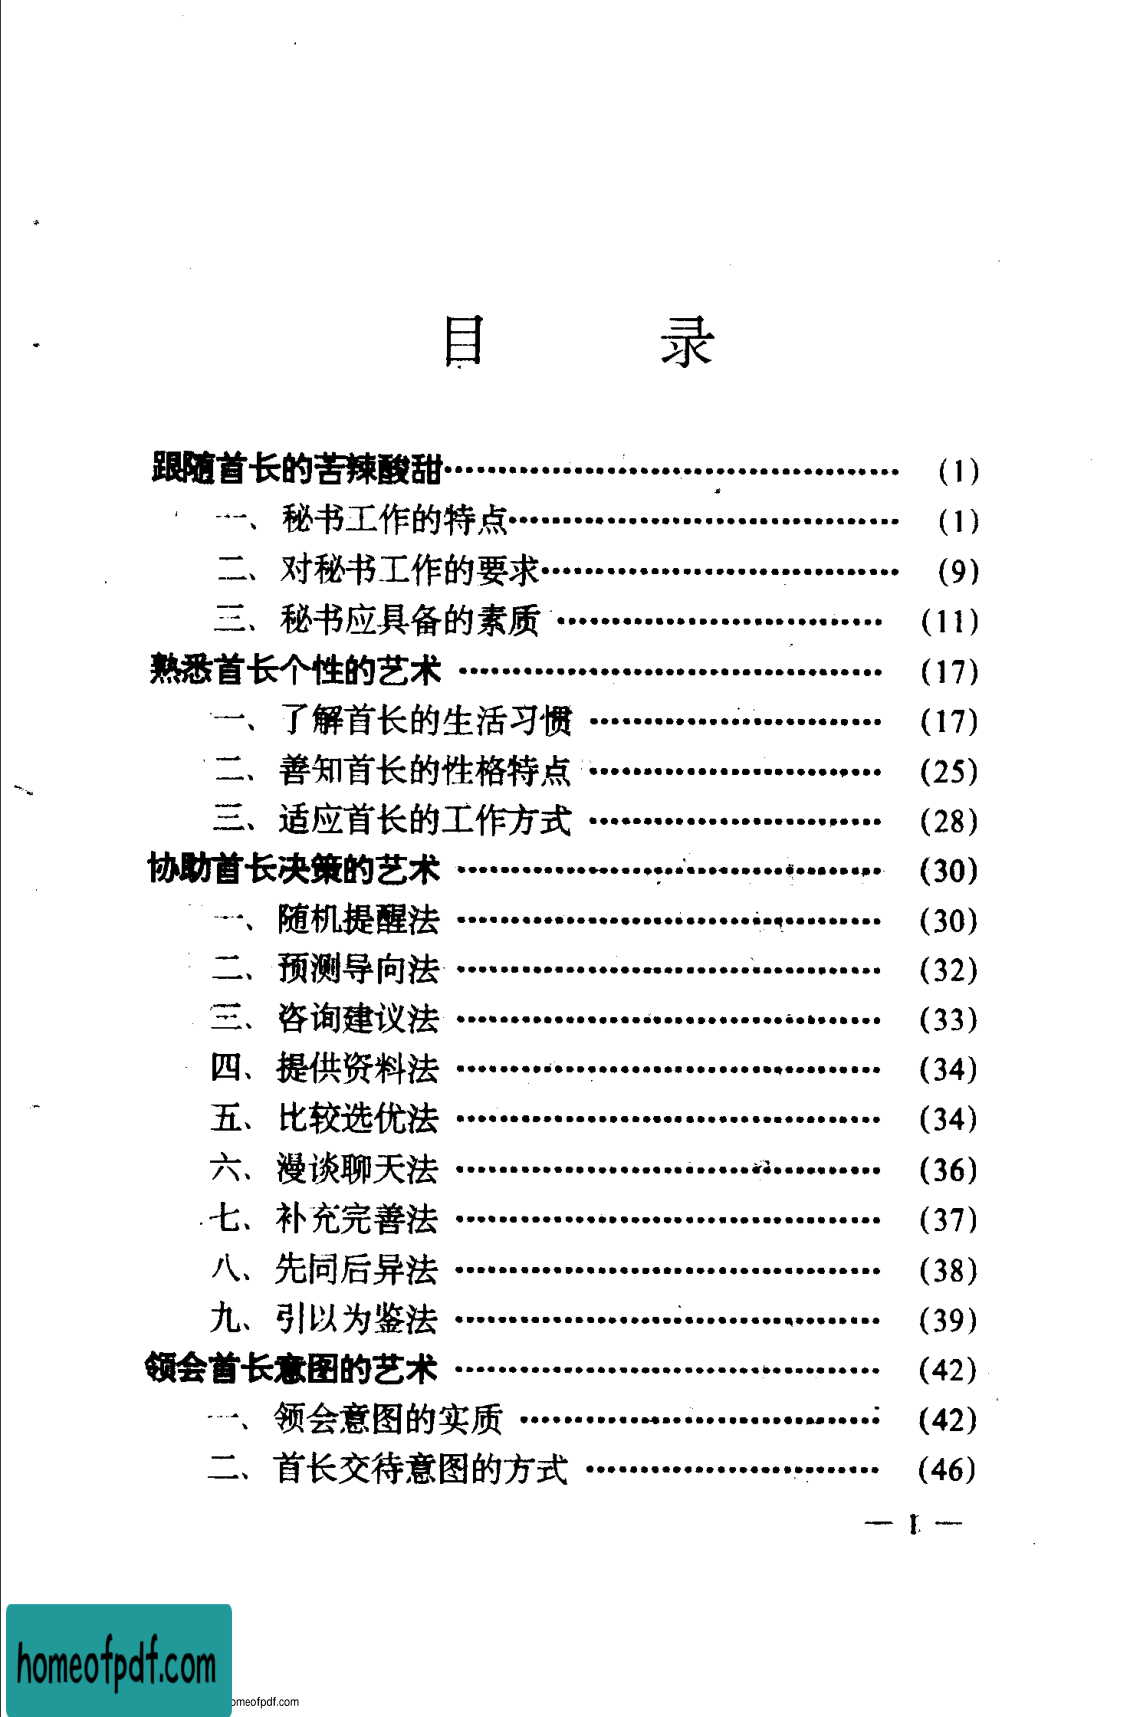 目 录
跟随首长的苦辣酸甜………………………………… (1)
一、秘书工作的特点…………………………… (1)
二、对秘书工作的要求………………………… (9)
三、秘书应具备的素质 ……………………… (11)
熟悉首长个性的艺术 ……………………………… (17)
一、了解首长的生活习惯 …………………… (17)
二、善知首长的性格特点 …………………… (25)
三、适应首长的工作方式 …………………… (28)
协助首长决策的艺术 ……………………………… (30)
一、随机提醒法 ……………………………… (30)
二、预测导向法 ……………………………… (32)
三、咨询建议法 ……………………………… (33)
四、提供资料法 ……………………………… (34)
五、比较选优法 ……………………………… (34)
六、漫谈聊天法 ……………………………… (36)
七、补充完善法 ……………………………… (37)
八、先同后异法 ……………………………… (38)
九、引以为鉴法 ……………………………… (39)
领会首长意图的艺术 ……………………………… (42)
一、领会意图的实质 ………………………… (42)
二、首长交待意图的方式 …………………… (46)
— 1 —
homeofpdf.com
omeofpdf.com